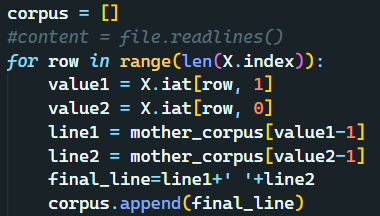 corpus = []
#content = file.readlines()
for row in range(len(X.index)):
    value1 = X.iat[row, 1]
    value2 = X.iat[row, 0]
    line1 = mother_corpus[value1-1]
    line2 = mother_corpus[value2-1]
    final_line=line1+' '+line2
    corpus.append(final_line)